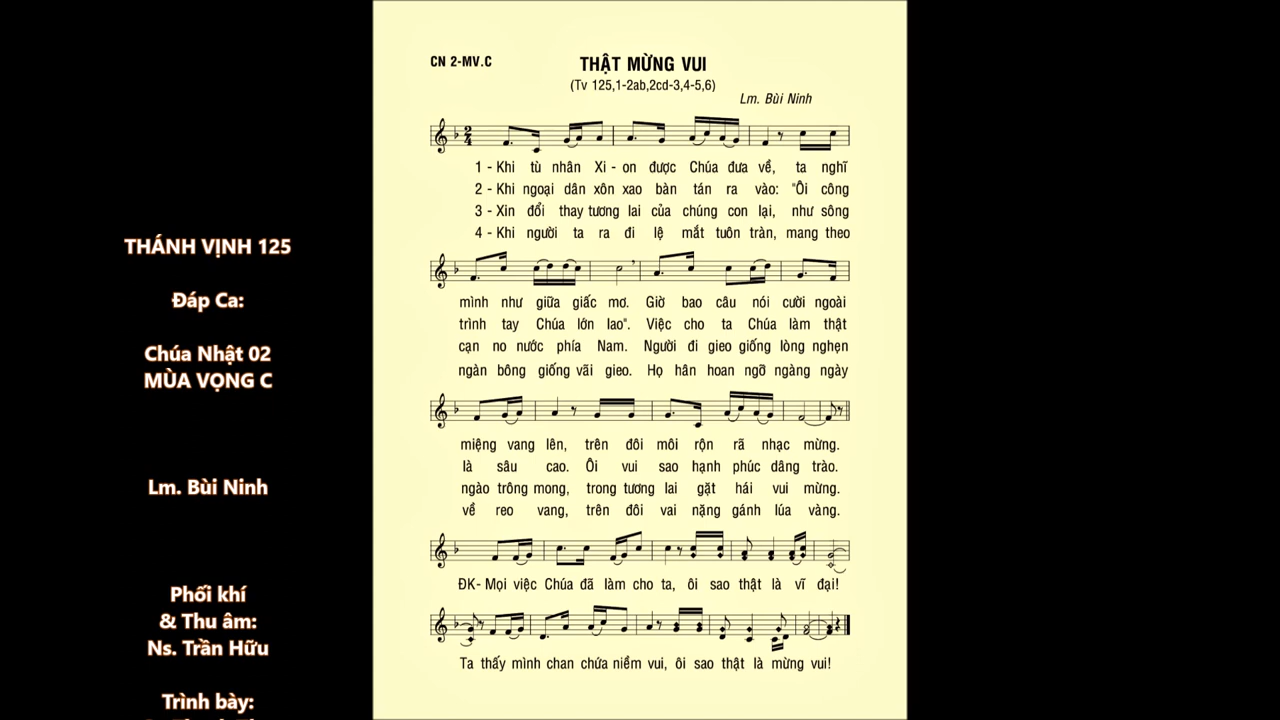 THÁNH VỊNH 125
Đáp Ca:
Chúa Nhật 02
MÙA VỌNG C
Lm. Bùi Ninh
Phối khí
& Thu âm:
Ns. Trần Hữu
Trình bày:
CN 2-MV.C
THẬT MỪNG VUI
(Tv 125,1-2ab,2cd-3,4-5,6)
Lm. Bùi Ninh
1 - Khi tù nhân Xi - on được Chúa đưa về, ta nghĩ
2 - Khi ngoại dân xôn xao bàn tán ra vào: "Ôi công
3 - Xin đổi thay tương lai của chúng con lại, như sông
4 - Khi người ta ra đi lệ mắt tuôn tràn, mang theo
mình như giữa giấc mơ. Giờ bao câu nói cười ngoài
trình tay Chúa lớn lao". Việc cho ta Chúa làm thật
cạn no nước phía Nam. Người đi gieo giống lòng nghẹn
ngàn bông giống vãi gieo. Họ hân hoan ngỡ ngàng ngày
miệng vang lên, trên đôi môi rộn rã nhạc mừng.
là sâu cao. Ôi vui sao hạnh phúc dâng trào.
ngào trông mong, trong tương lai gặt hái vui mừng.
về reo vang, trên đôi vai nặng gánh lúa vàng.
ĐK- Mọi việc Chúa đã làm cho ta, ôi sao thật là vĩ đại!
Ta thấy mình chan chứa niềm vui, ôi sao thật là mừng vui!